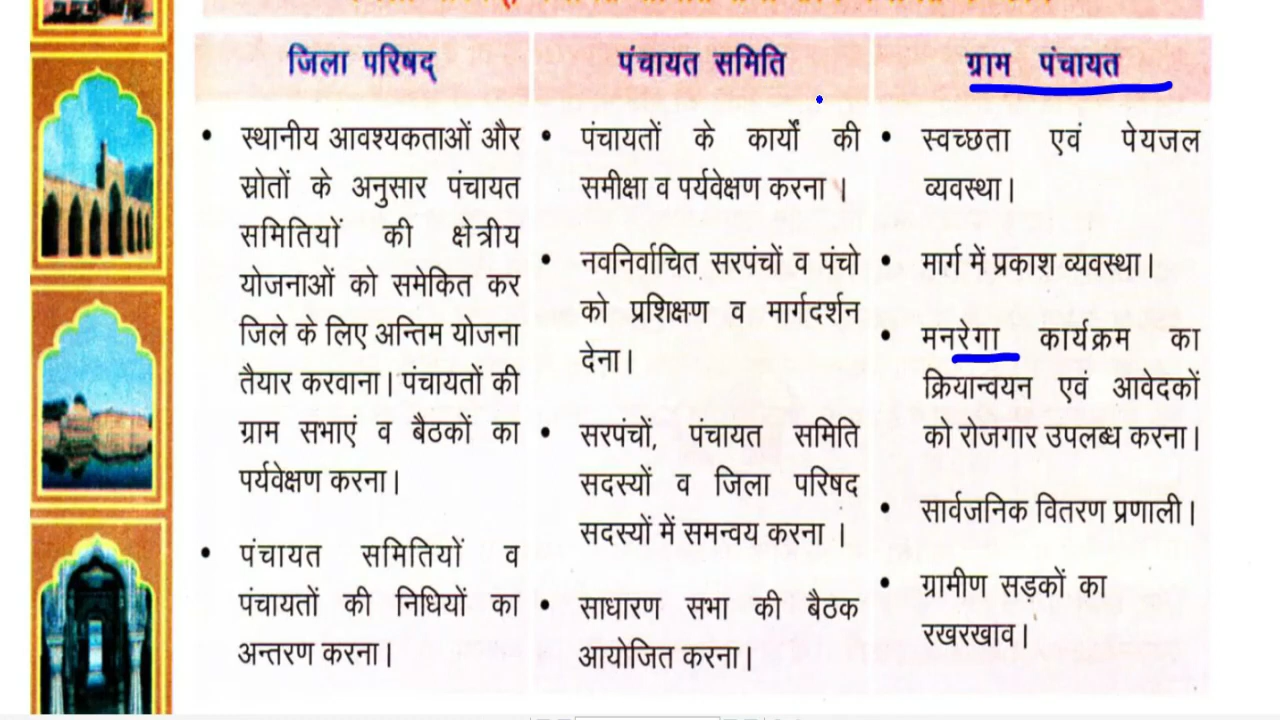 जिला परिषद्
स्थानीय आवश्यकताओं और
स्रोतों के अनुसार पंचायत
समितियों की क्षेत्रीय
योजनाओं को समेकित कर
जिले के लिए अन्तिम योजना
तैयार करवाना। पंचायतों की
ग्राम सभाएं व बैठकों का
पर्यवेक्षण करना।
पंचायत समितियों व
पंचायतों की निधियों का
अन्तरण करना।
पंचायत समिति
पंचायतों के कार्यों की
समीक्षा व पर्यवेक्षण करना ।
नवनिर्वाचित सरपंचों व पंचो
को प्रशिक्षण व मार्गदर्शन
देना।
सरपंचों, पंचायत समिति
सदस्यों व जिला परिषद
सदस्यों में समन्वय करना ।
साधारण सभा की बैठक
आयोजित करना।
ग्राम पंचायत
स्वच्छता एवं पेयजल
व्यवस्था।
मार्ग में प्रकाश व्यवस्था।
मनरेगा कार्यक्रम का
क्रियान्वयन एवं आवेदकों
को रोजगार उपलब्ध करना।
सार्वजनिक वितरण प्रणाली।
ग्रामीण सड़कों का
रखरखाव।